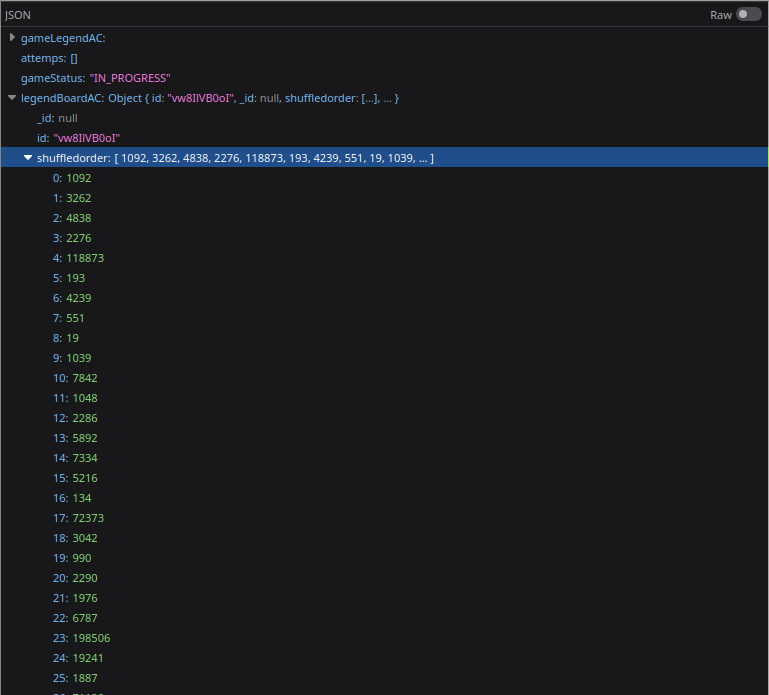 JSON
Raw
gameLegendAC:
attemps: []
gameStatus: "IN_PROGRESS"
legendBoardAC: Object { id: "vw8IlVB0oI", _id: null, shuffledorder: […], … }
_id: null
id: "vw8IlVB0oI"
shuffledorder: [ 1092, 3262, 4838, 2276, 118873, 193, 4239, 551, 19, 1039, … ]
0: 1092
1: 3262
2: 4838
3: 2276
4: 118873
5: 193
6: 4239
7: 551
8: 19
9: 1039
10: 7842
11: 1048
12: 2286
13: 5892
14: 7334
15: 5216
16: 134
17: 72373
18: 3042
19: 990
20: 2290
21: 1976
22: 6787
23: 198506
24: 19241
25: 1887